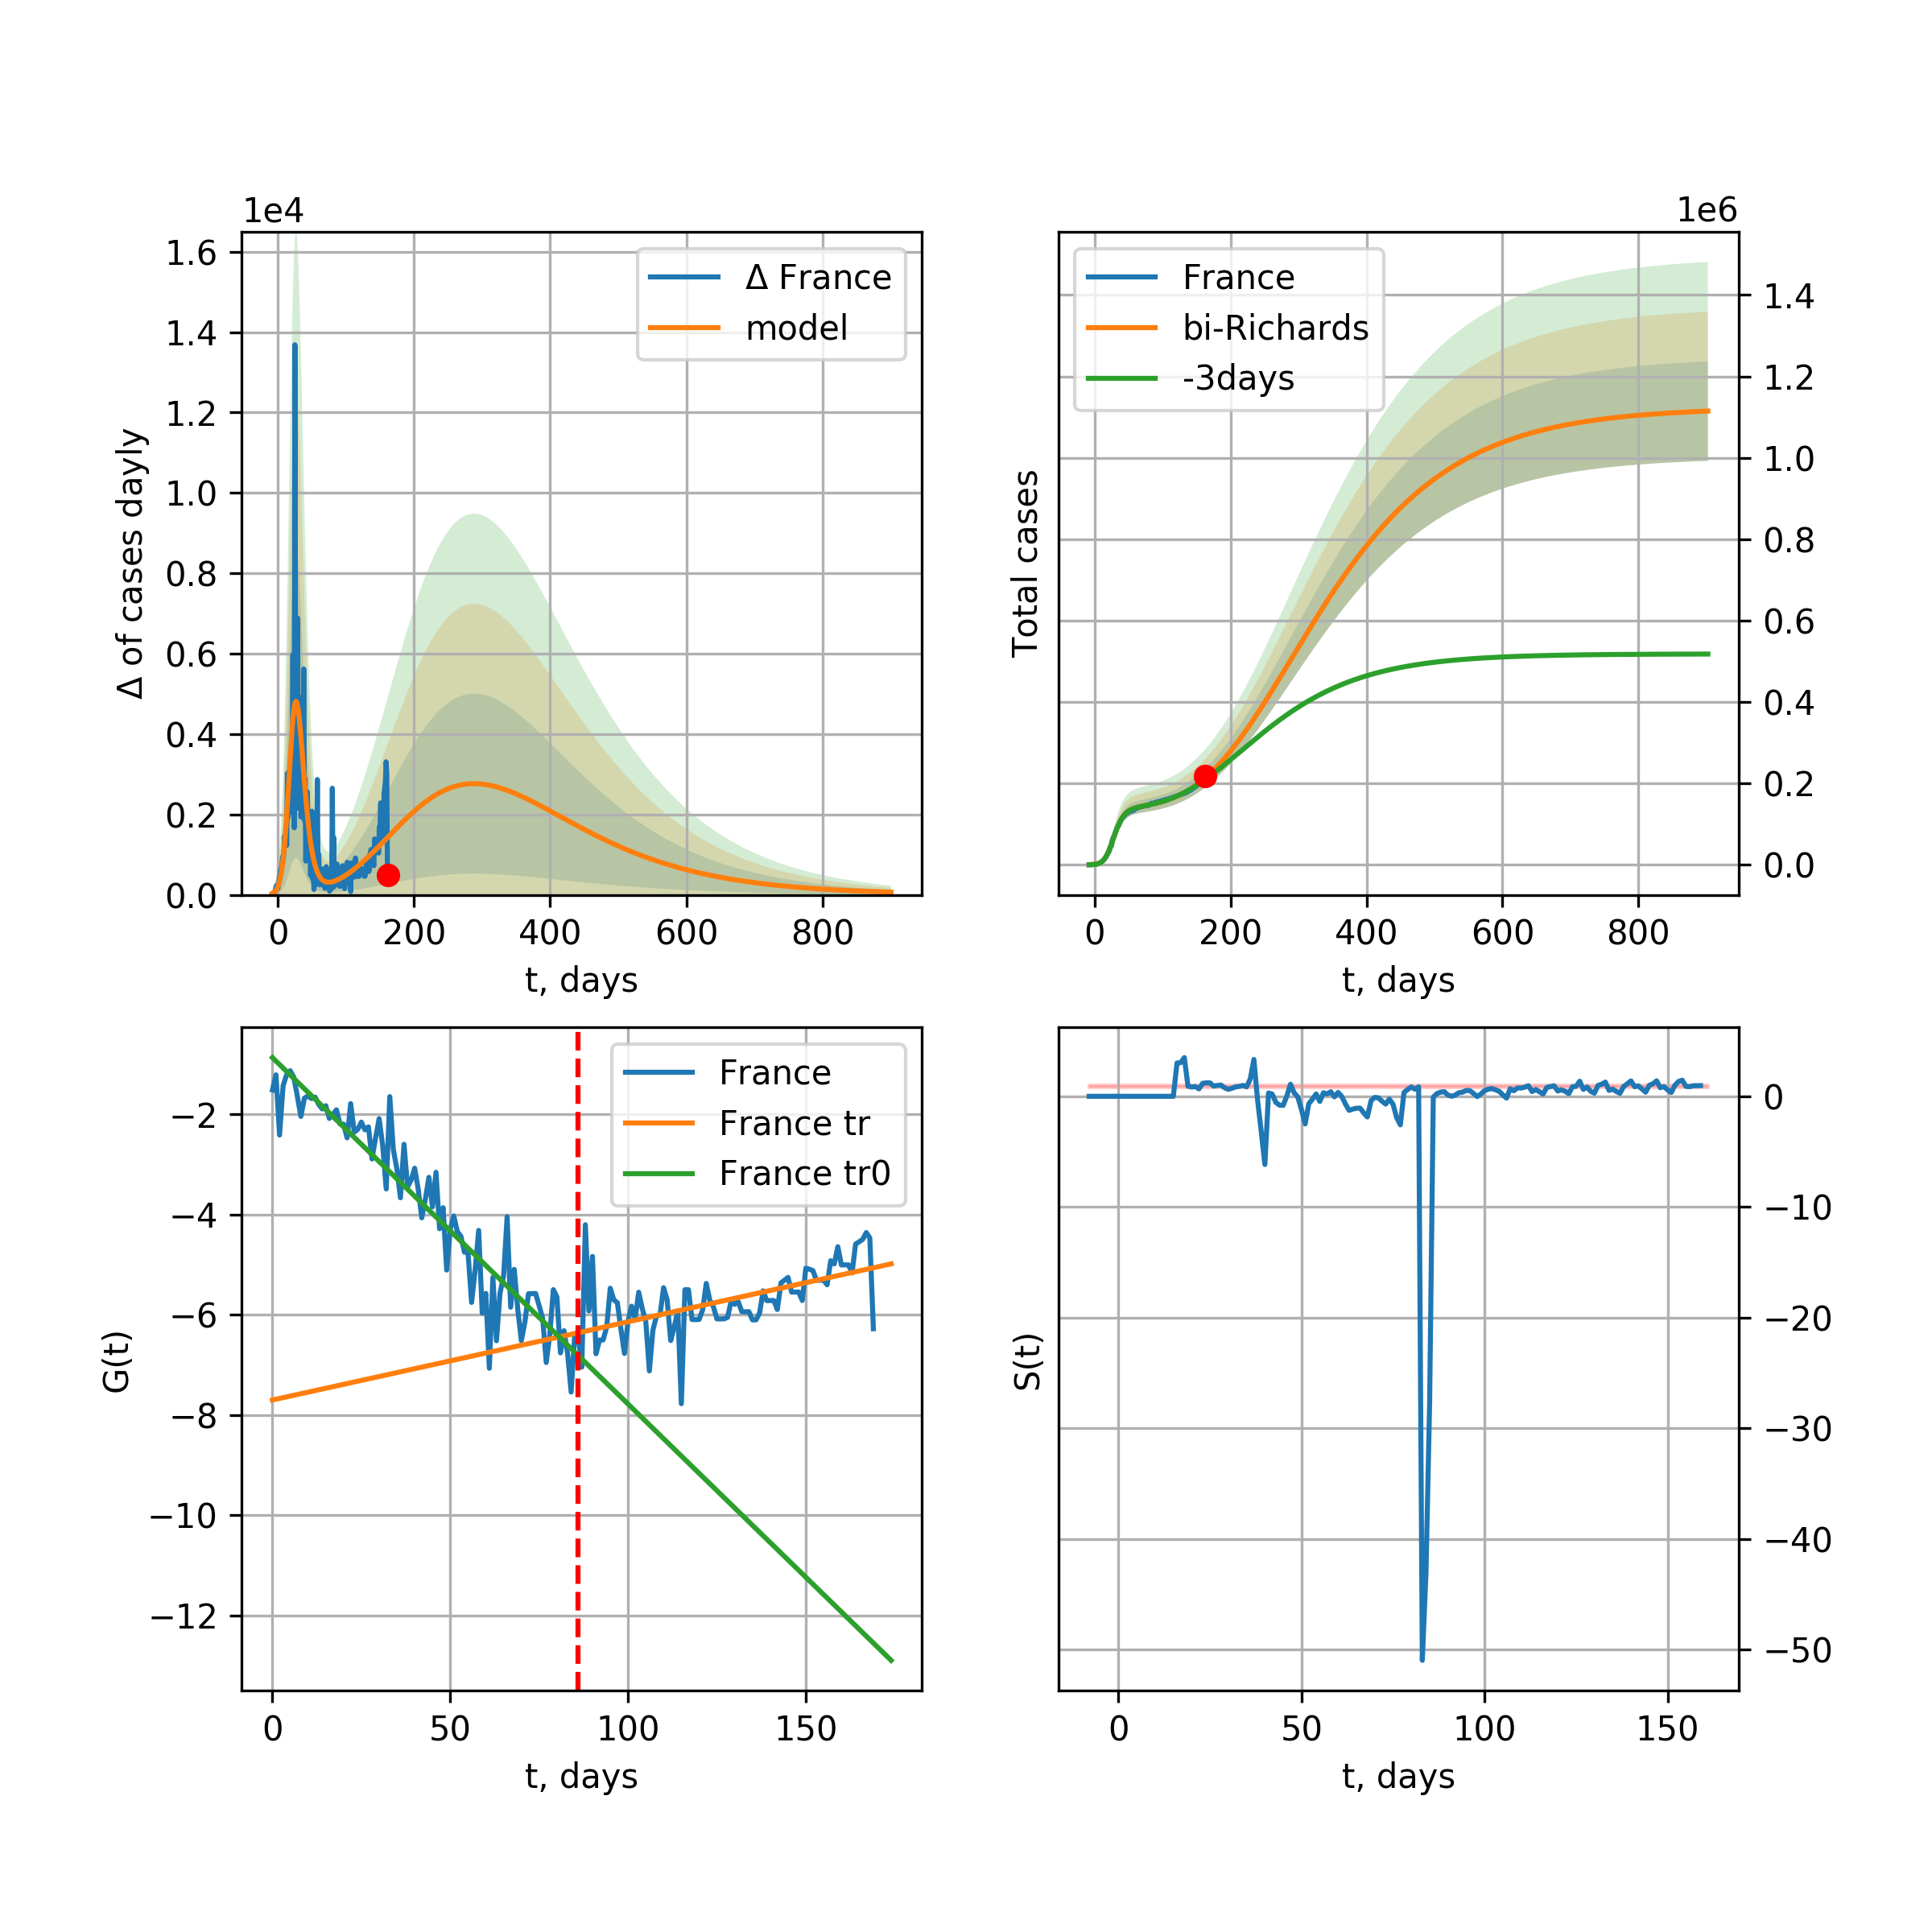 1e4
1.6
1.4
1.2
1.0
0.8
0.6
0.4
0.2
0.0
Δ of cases dayly
Δ France
model
0
200
400
600
800
t, days
1e6
France
bi-Richards
-3days
Total cases
1.4
1.2
1.0
0.8
0.6
0.4
0.2
0.0
0
200
400
600
800
t, days
G(t)
−2
−4
−6
−8
−10
−12
France
France tr
France tr0
0
50
100
150
t, days
S(t)
0
−10
−20
−30
−40
−50
0
50
100
150
t, days